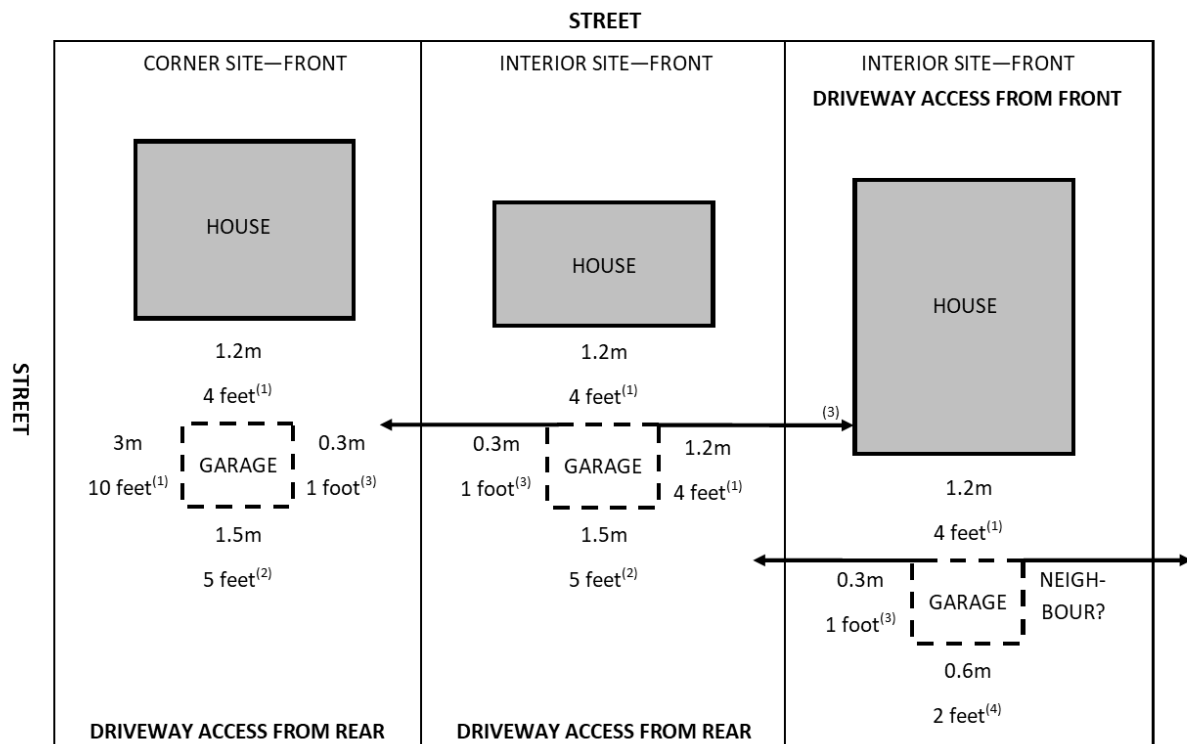 STREET
CORNER SITE—FRONT
HOUSE
1.2m
4 feet(1)
3m
10 feet(1)
GARAGE
0.3m
1 foot(3)
1.5m
5 feet(2)
DRIVEWAY ACCESS FROM REAR
STREET
INTERIOR SITE—FRONT
HOUSE
1.2m
4 feet(1)
0.3m
1 foot(3)
GARAGE
1.2m
4 feet(1)
1.5m
5 feet(2)
DRIVEWAY ACCESS FROM REAR
INTERIOR SITE—FRONT
DRIVEWAY ACCESS FROM FRONT
HOUSE
(3)
1.2m
4 feet(1)
0.3m
1 foot(3)
GARAGE
NEIGH-
BOUR?
0.6m
2 feet(4)